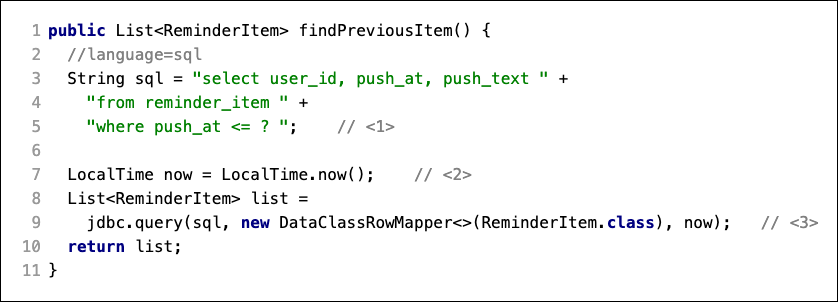 1 public List<ReminderItem> findPreviousItem() {
2   //language=sql
3   String sql = "select user_id, push_at, push_text " +
4     "from reminder_item " +
5     "where push_at <= ? ";    // <1>
6
7   LocalTime now = LocalTime.now();    // <2>
8   List<ReminderItem> list =
9     jdbc.query(sql, new DataClassRowMapper<>(ReminderItem.class), now);   // <3>
10   return list;
11 }